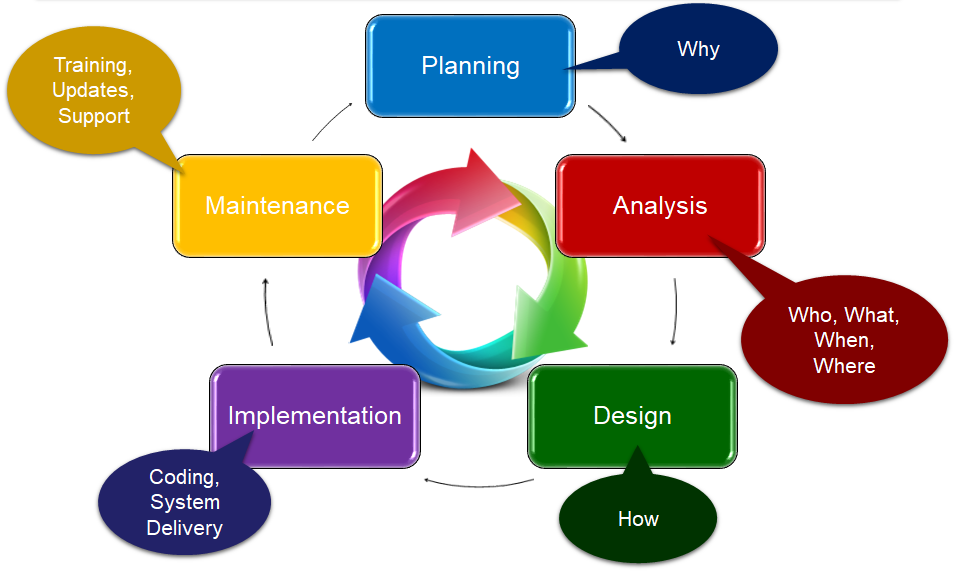 Planning
Why
Training,
Updates,
Support
Maintenance
Analysis
Who, What,
When,
Where
Implementation
Design
Coding,
System
Delivery
How